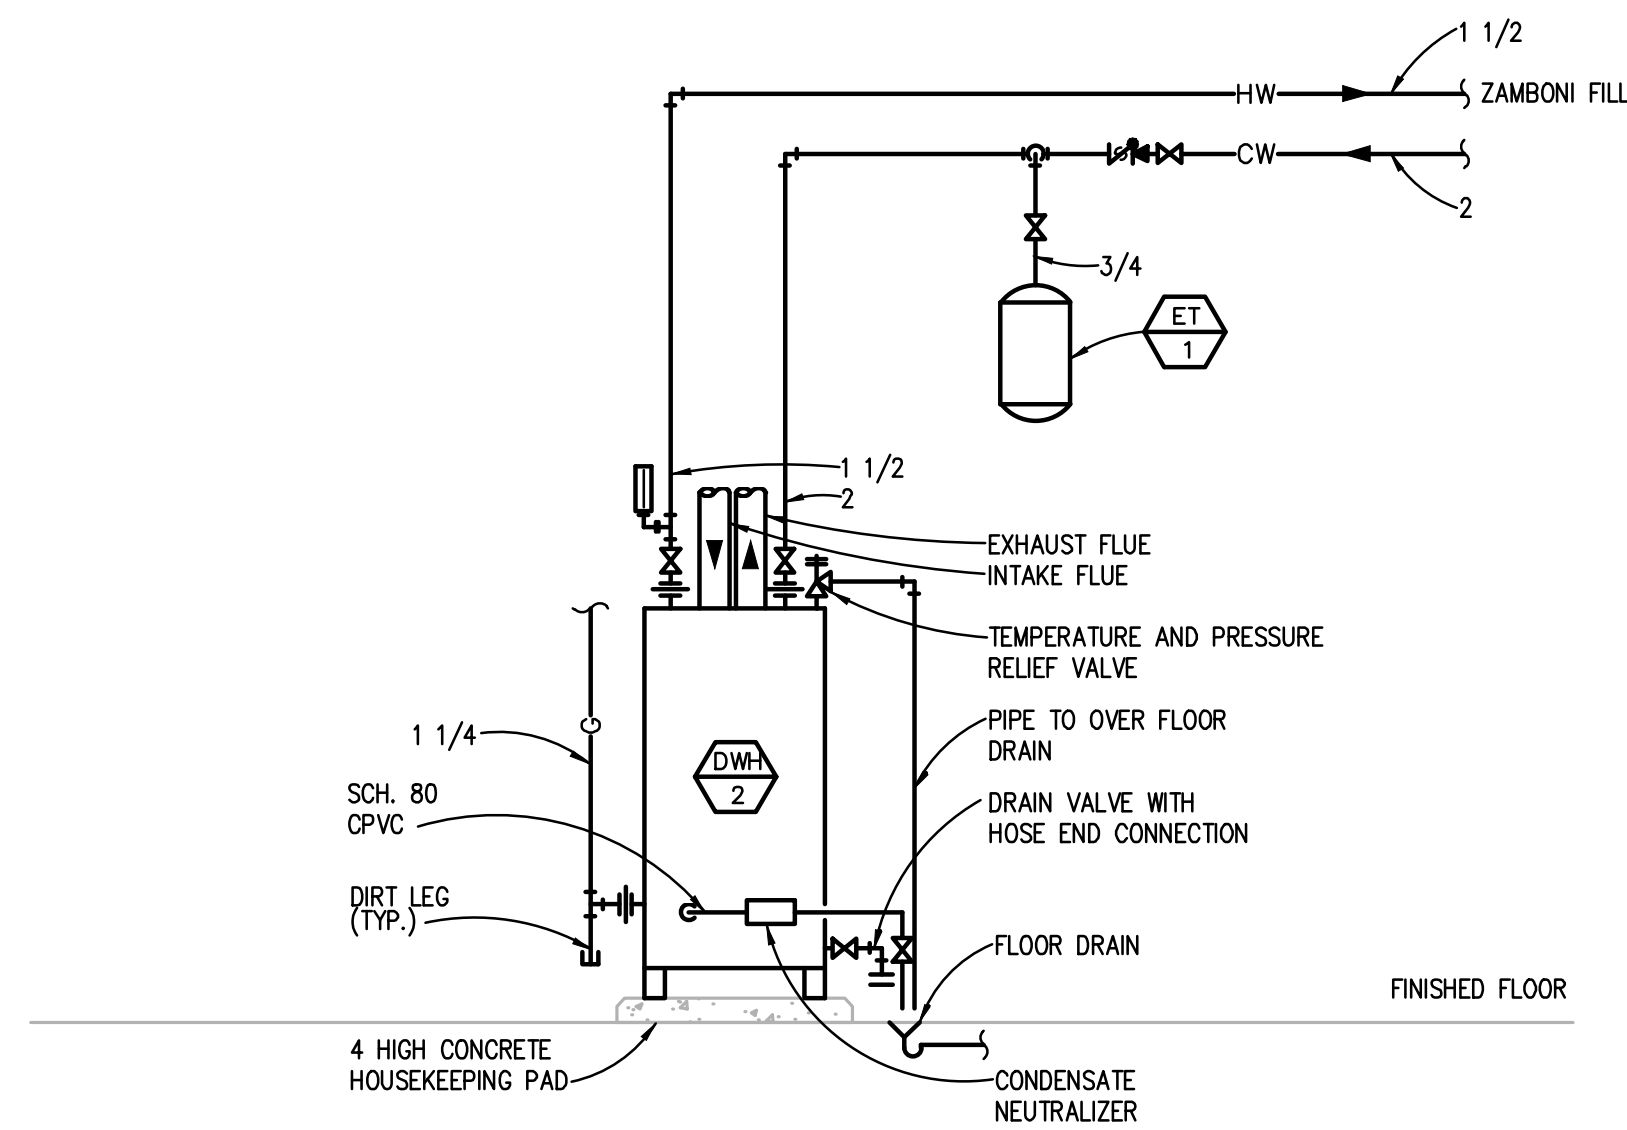 1 1/2
HW
ZAMBONI FILL
CW
2
3/4
ET
1
1 1/2
2
EXHAUST FLUE
INTAKE FLUE
TEMPERATURE AND PRESSURE
RELIEF VALVE
G
1 1/4
PIPE TO OVER FLOOR
DRAIN
DWH
2
SCH. 80
CPVC
DRAIN VALVE WITH
HOSE END CONNECTION
DIRT LEG
(TYP.)
FLOOR DRAIN
FINISHED FLOOR
4 HIGH CONCRETE
HOUSEKEEPING PAD
CONDENSATE
NEUTRALIZER